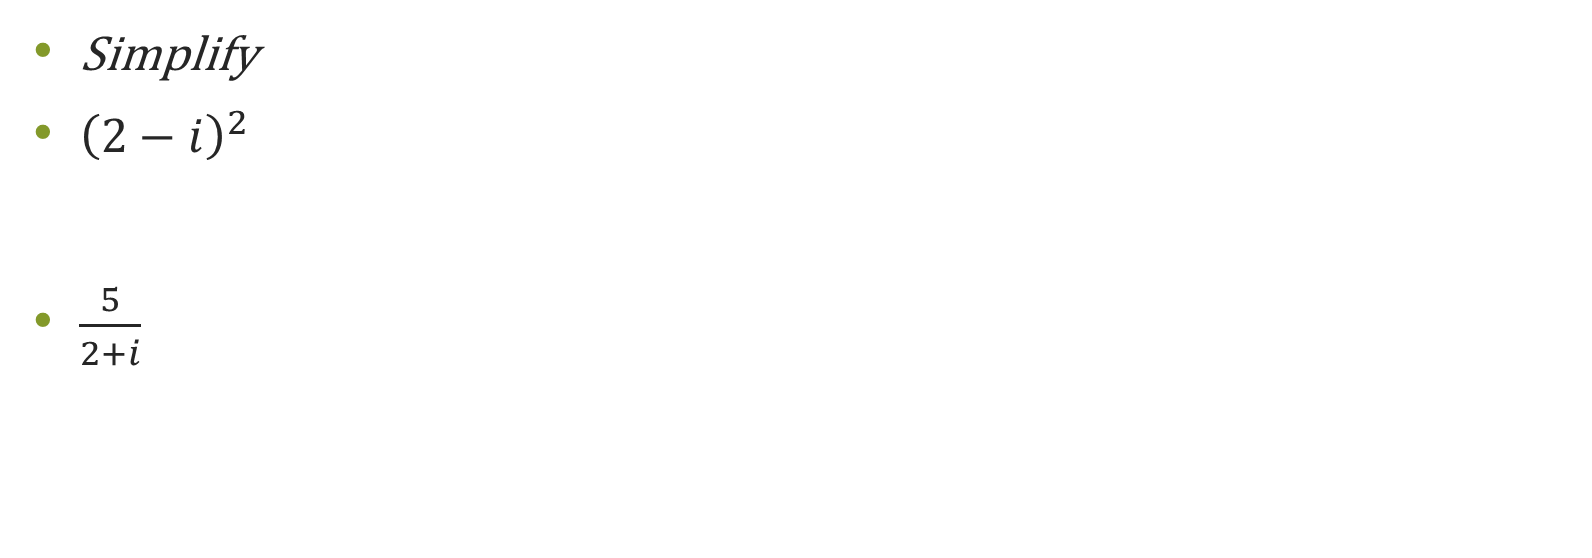 • Simplify
• (2 − i)²
• 5/(2+i)